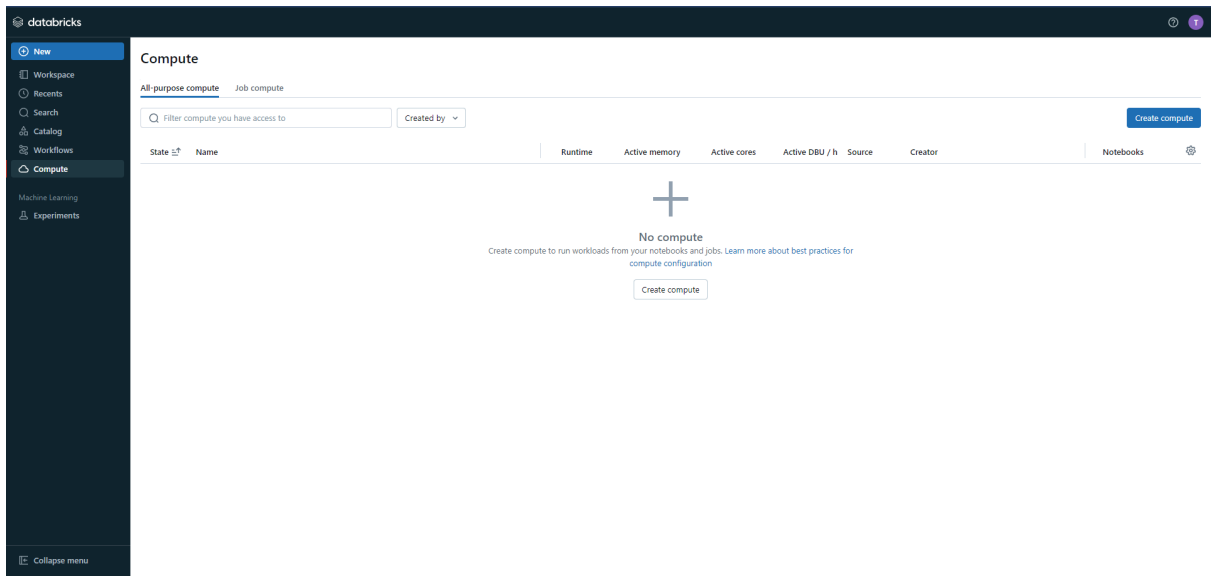 databricks
T
New
Workspace
Recents
Search
Catalog
Workflows
Compute
Machine Learning
Experiments
Collapse menu
Compute
All-purpose compute Job compute
Filter compute you have access to Created by Create compute
State Name Runtime Active memory Active cores Active DBU / h Source Creator Notebooks
No compute
Create compute to run workloads from your notebooks and jobs. Learn more about best practices for
compute configuration
Create compute